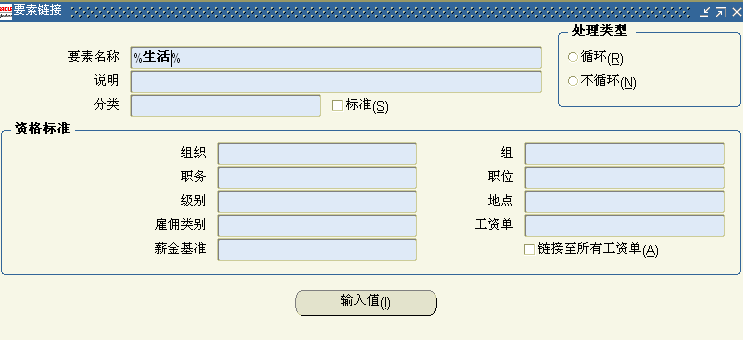 要素链接
处理类型
要素名称 %生活%
循环(R)
说明
不循环(N)
分类
标准(S)
资格标准
组织
组
职务
职位
级别
地点
雇佣类别
工资单
薪金基准
链接至所有工资单(A)
输入值(I)